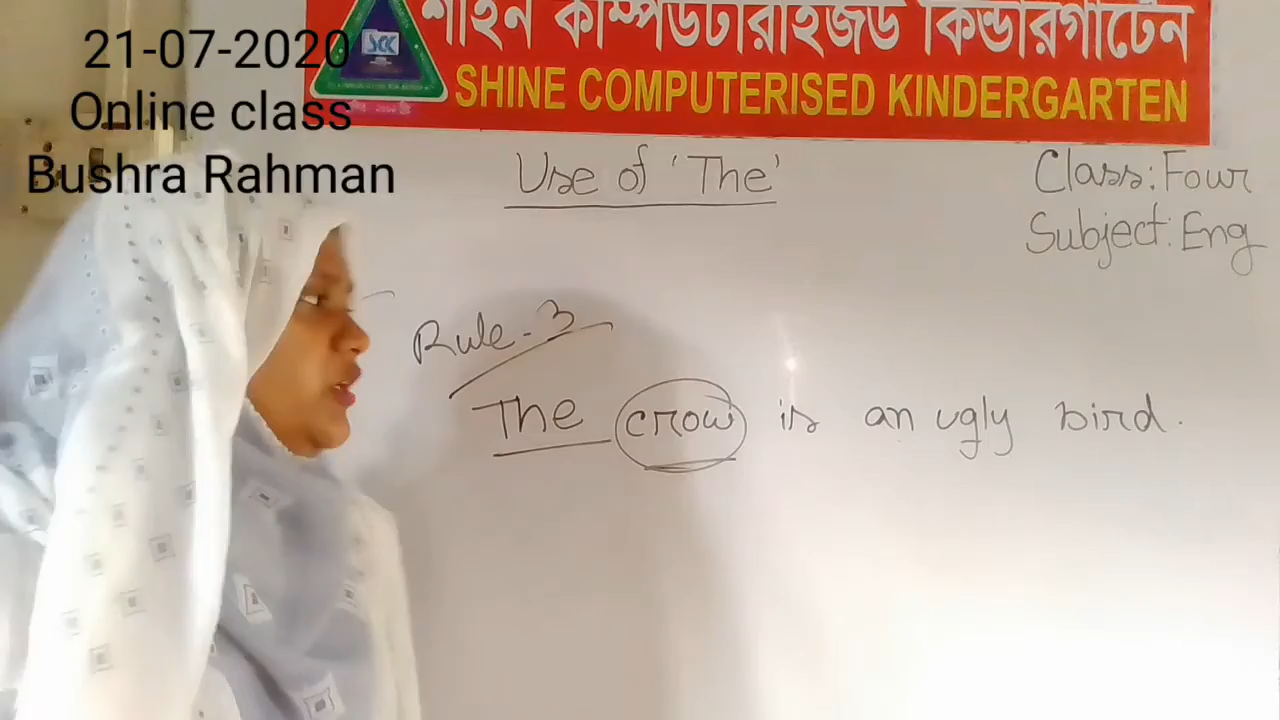 21-07-2020
Online class
Bushra Rahman
শাহীন কম্পিউটারাইজড কিন্ডারগার্টেন
SCK
SHINE COMPUTERISED KINDERGARTEN
Use of 'The'
Class: Four
Subject: Eng
Rule-3
The crow is an ugly bird.